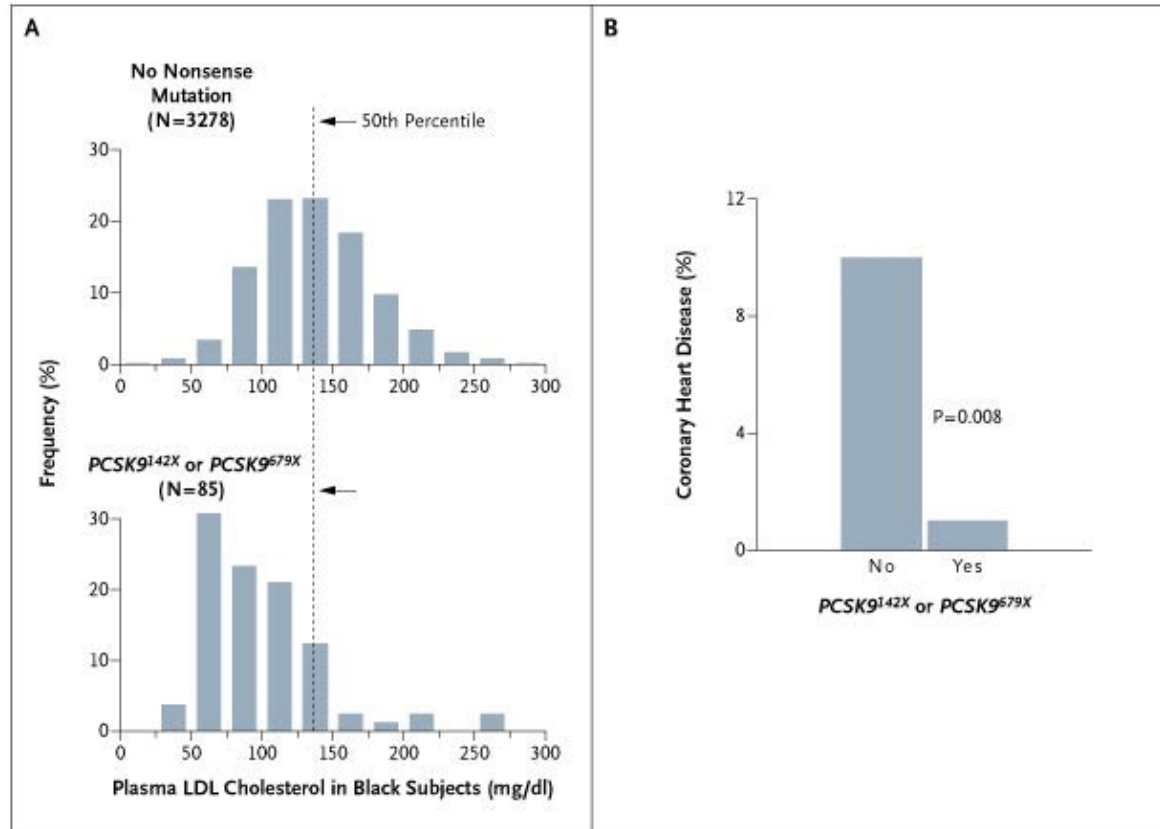 A
No Nonsense
Mutation
(N=3278)
50th Percentile
30
20
10
0
0 50 100 150 200 250 300
Frequency (%)
PCSK9142X or PCSK9679X
(N=85)
30
20
10
0
0 50 100 150 200 250 300
Plasma LDL Cholesterol in Black Subjects (mg/dl)
B
12
8
4
0
Coronary Heart Disease (%)
P=0.008
No Yes
PCSK9142X or PCSK9679X